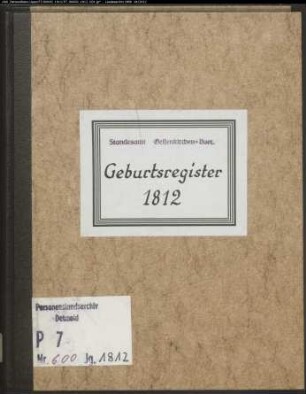 Standesamt Gelsenkirchen-Buer
Geburtsregister
1812
Personenstandsarchiv
Detmold
P 7
Nr. 600 Jg. 1812